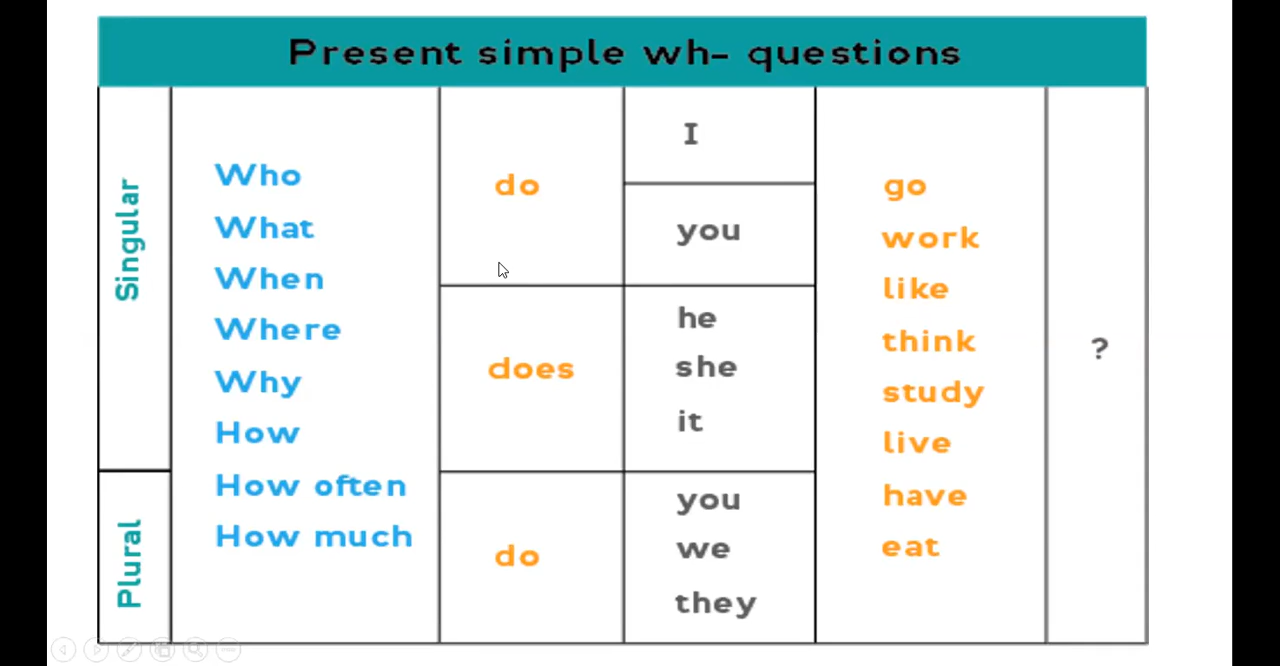 Present simple wh- questions
Singular
Plural
Who
What
When
Where
Why
How
How often
How much
do
does
do
I
you
he
she
it
you
we
they
go
work
like
think
study
live
have
eat
?